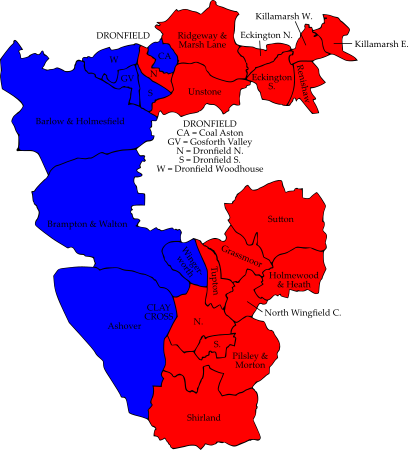 Killamarsh W.
Eckington N.
Killamarsh E.
Ridgeway &
Marsh Lane
DRONFIELD
W
CA
GV
N.
S.
Unstone
Eckington
S.
Renishaw
Barlow & Holmesfield
DRONFIELD
CA = Coal Aston
GV = Gosforth Valley
N = Dronfield N.
S = Dronfield S.
W = Dronfield Woodhouse
Brampton & Walton
Sutton
Grassmoor
Winger-
worth
Tupton
Holmewood
& Heath
North Wingfield C.
CLAY
CROSS
N.
Ashover
S.
Pilsley &
Morton
Shirland